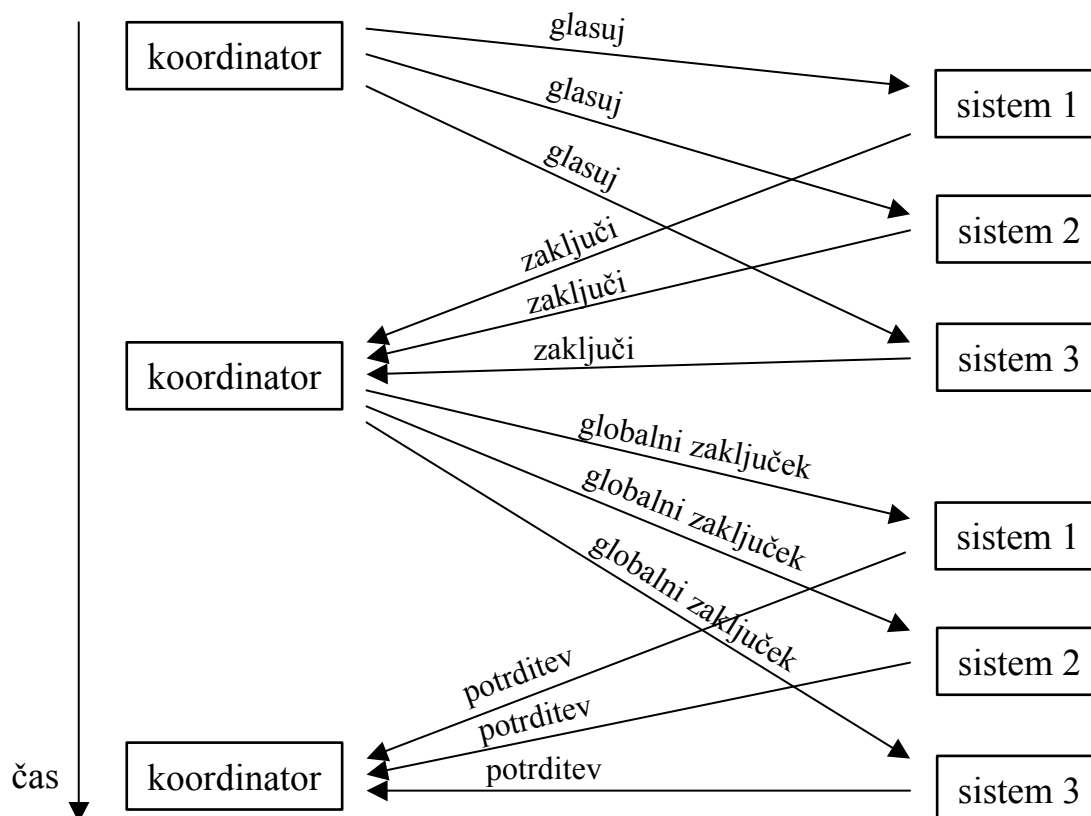 koordinator
glasuj
glasuj
glasuj
sistem 1
sistem 2
sistem 3
zaključi
zaključi
zaključi
koordinator
globalni zaključek
globalni zaključek
globalni zaključek
sistem 1
sistem 2
sistem 3
potrditev
potrditev
potrditev
koordinator
čas